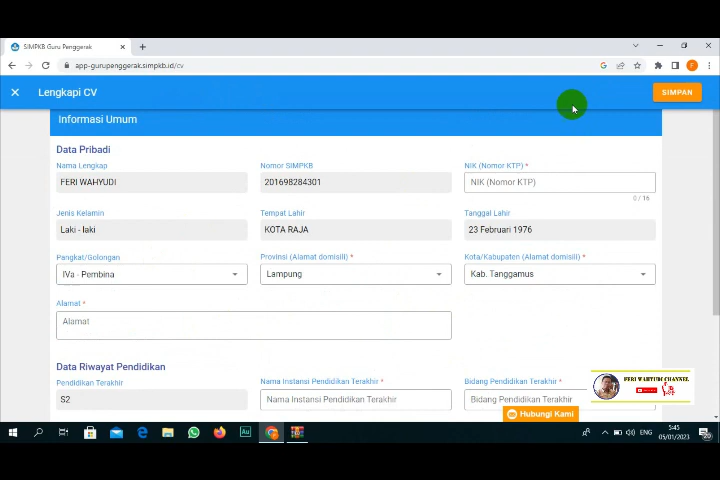 SIMPKB Guru Penggerak
app-gurupenggerak.simpkb.id/cv
Lengkapi CV
SIMPAN
Informasi Umum
Data Pribadi
Nama Lengkap
Nomor SIMPKB
NIK (Nomor KTP) *
FERI WAHYUDI
201698284301
NIK (Nomor KTP)
0 / 16
Jenis Kelamin
Tempat Lahir
Tanggal Lahir
Laki - laki
KOTA RAJA
23 Februari 1976
Pangkat/Golongan
Provinsi (Alamat domisili) *
Kota/Kabupaten (Alamat domisili) *
IVa - Pembina
Lampung
Kab. Tanggamus
Alamat *
Alamat
Data Riwayat Pendidikan
FERI WAHYUDI CHANNEL
Pendidikan Terakhir
Nama Instansi Pendidikan Terakhir *
Bidang Pendidikan Terakhir *
S2
Nama Instansi Pendidikan Terakhir
Bidang Pendidikan Terakhir
Hubungi Kami
ENG
5:45
05/01/2023